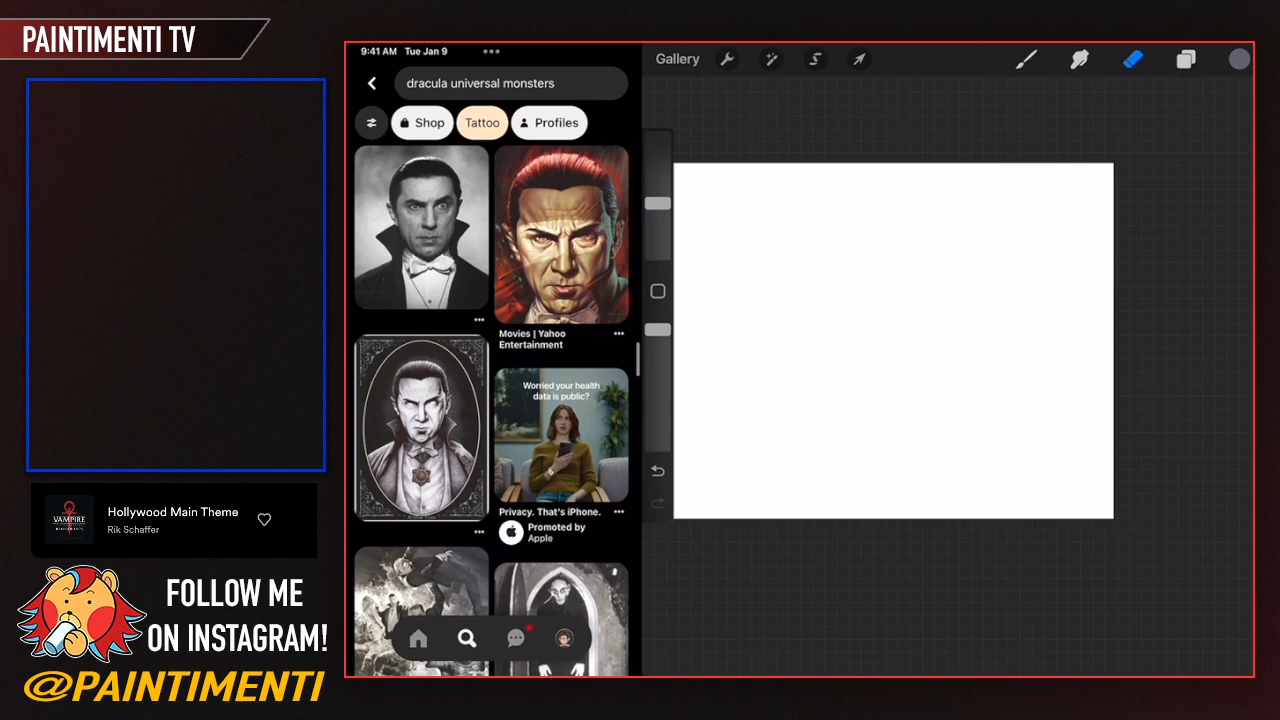 PAINTIMENTI TV
9:41 AM Tue Jan 9
dracula universal monsters
Shop
Tattoo
Profiles
Movies | Yahoo
Entertainment
Worried your health
data is public?
Privacy. That's iPhone.
Promoted by
Apple
Gallery
VAMPIRE
Hollywood Main Theme
Rik Schaffer
FOLLOW ME
ON INSTAGRAM!
@PAINTIMENTI